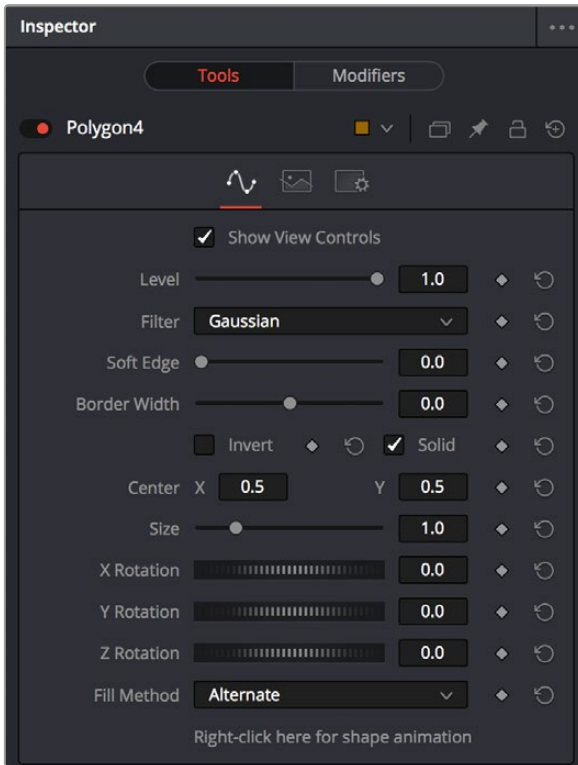 Inspector
Tools Modifiers
Polygon4
Show View Controls
Level 1.0
Filter Gaussian
Soft Edge 0.0
Border Width 0.0
Invert Solid
Center X 0.5 Y 0.5
Size 1.0
X Rotation 0.0
Y Rotation 0.0
Z Rotation 0.0
Fill Method Alternate
Right-click here for shape animation